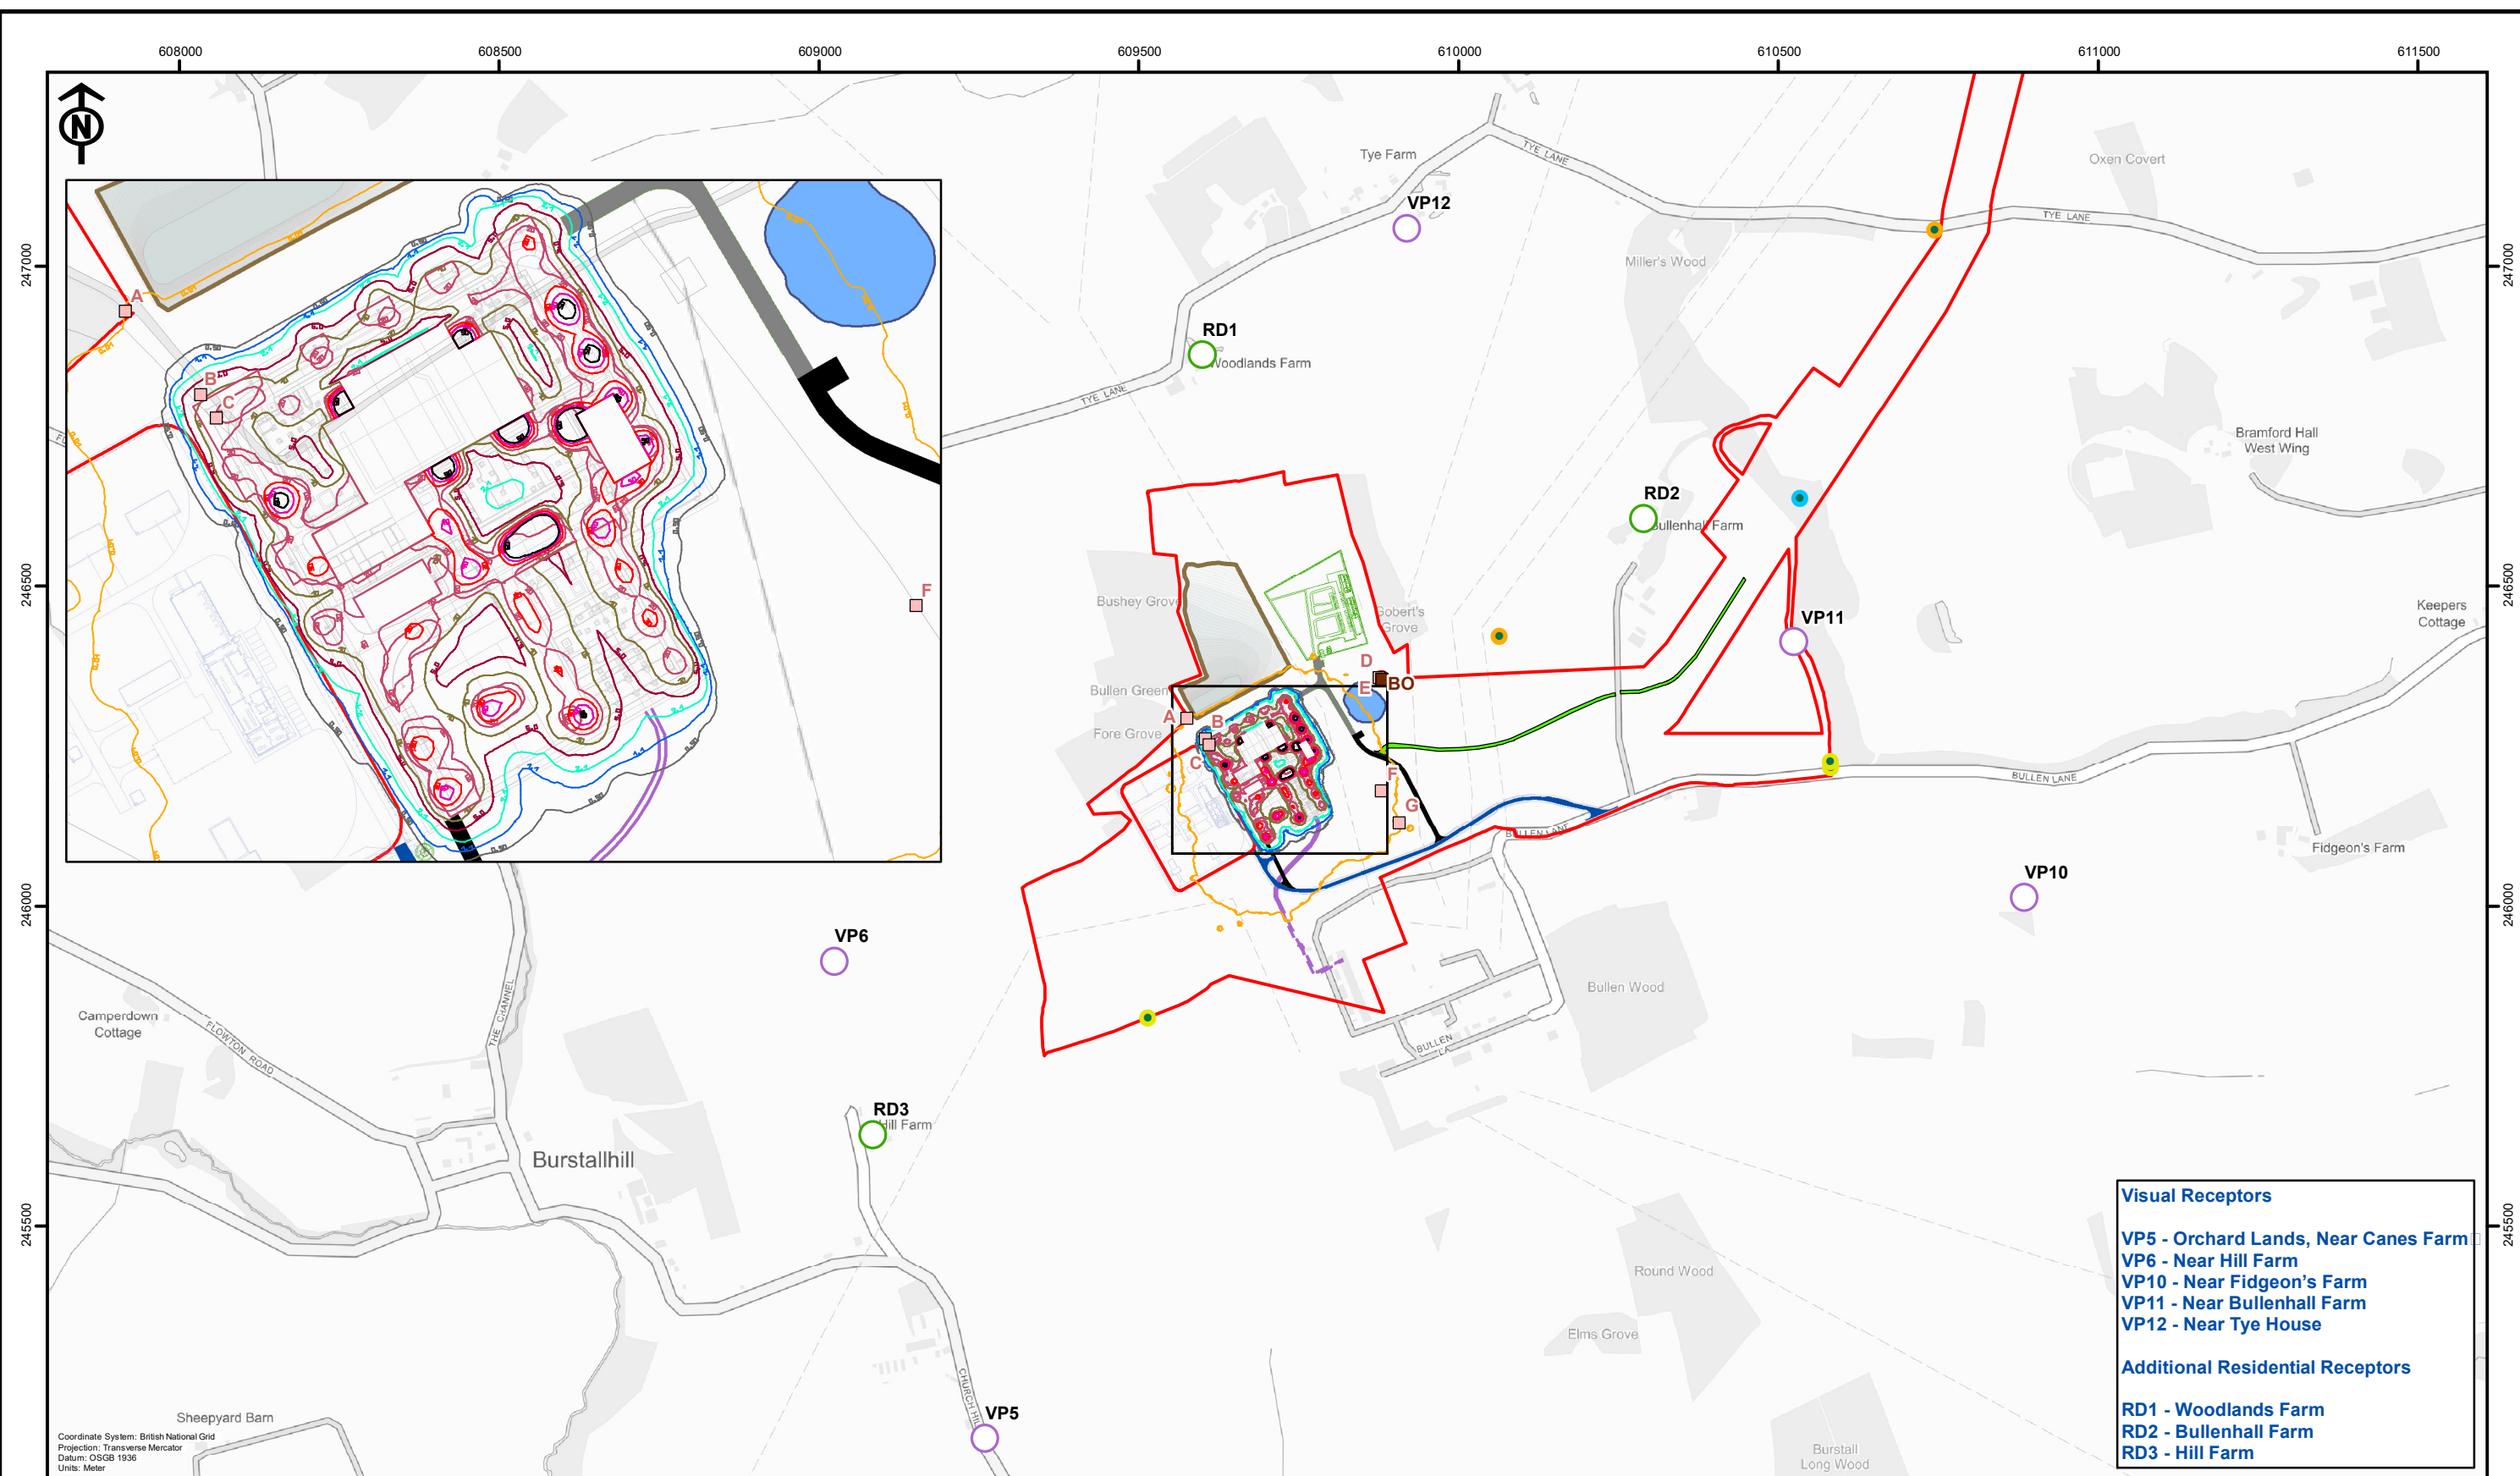 608000
608500
609000
609500
610000
610500
611000
611500
247000
246500
246000
245500
247000
246500
246000
245500
N
A
B
C
F
Tye Farm
TYE LANE
VP12
Oxen Covert
TYE LANE
Miller's Wood
RD1
Woodlands Farm
TYE LANE
Bramford Hall
West Wing
RD2
Bullenhall Farm
Bushey Grove
Gobert's
Grove
Keepers
Cottage
VP11
D
E
BO
Bullen Green
A
B
Fore Grove
C
F
G
BULLEN LANE
BULLEN LANE
Fidgeon's Farm
VP10
VP6
Bullen Wood
Camperdown
Cottage
FLOWTON ROAD
THE CHANNEL
BULLEN
LA
RD3
Hill Farm
Burstallhill
Round Wood
Elms Grove
CHURCH HILL
VP5
Sheepyard Barn
Burstall
Long Wood
Coordinate System: British National Grid
Projection: Transverse Mercator
Datum: OSGB 1936
Units: Meter
Visual Receptors
VP5 - Orchard Lands, Near Canes Farm
VP6 - Near Hill Farm
VP10 - Near Fidgeon’s Farm
VP11 - Near Bullenhall Farm
VP12 - Near Tye House
Additional Residential Receptors
RD1 - Woodlands Farm
RD2 - Bullenhall Farm
RD3 - Hill Farm